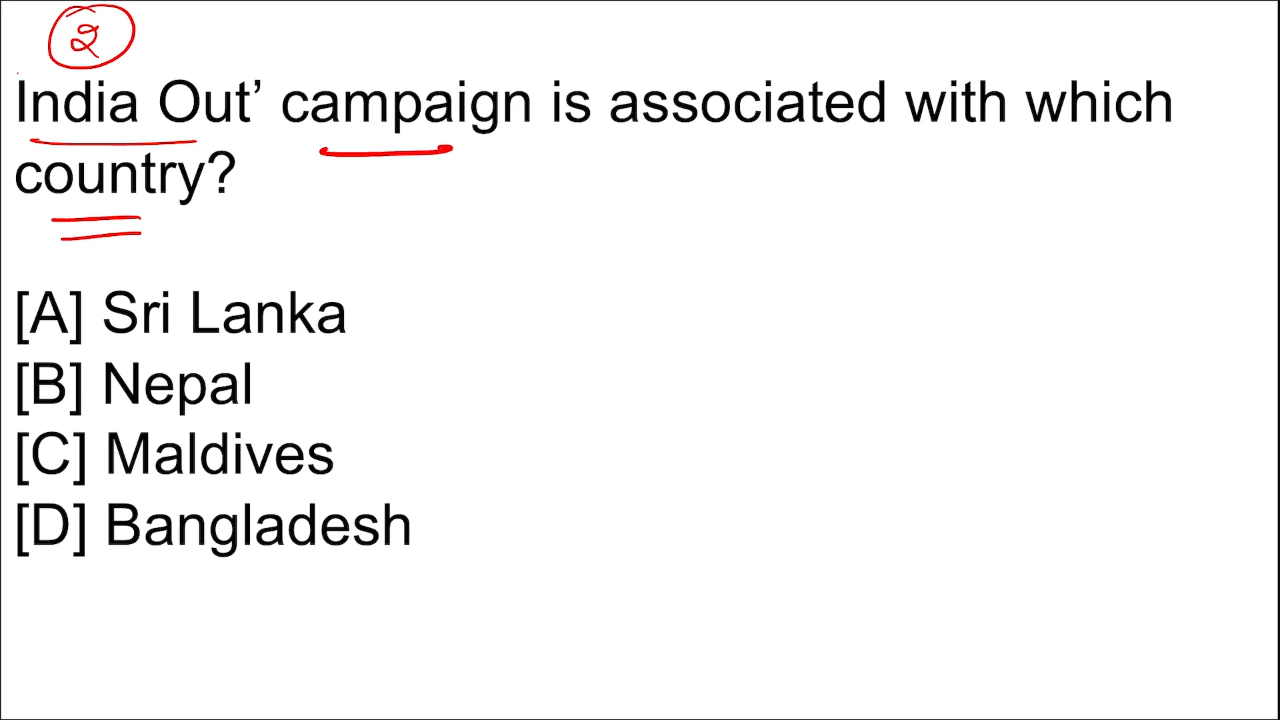 2
India Out’ campaign is associated with which
country?
[A] Sri Lanka
[B] Nepal
[C] Maldives
[D] Bangladesh